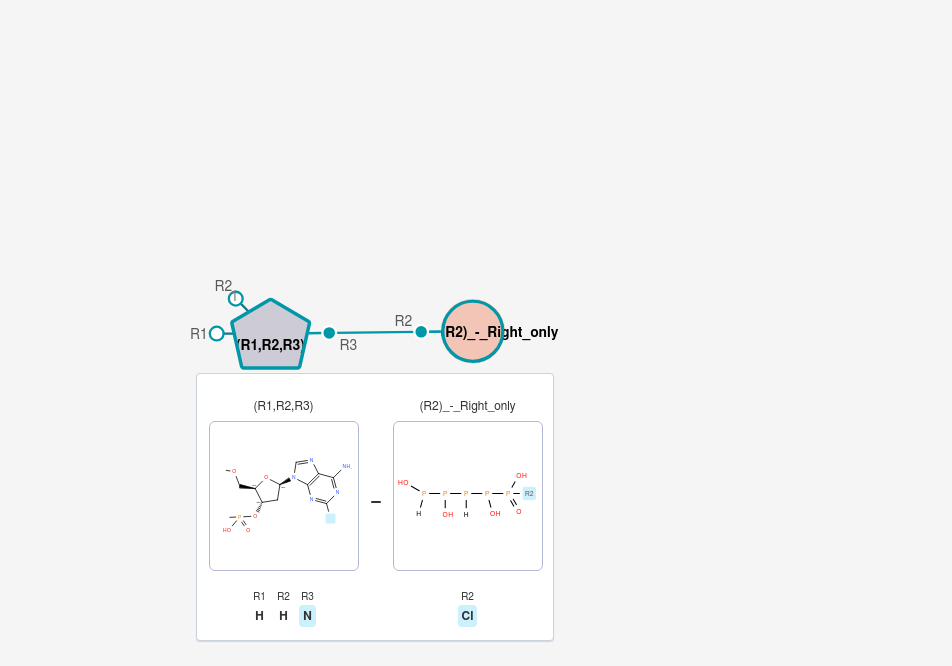 R2
R1
(R1,R2,R3)
R3
R2
R2)_-_Right_only
(R1,R2,R3)
(R2)_-_Right_only
O
O
N
N
N
N
NH
O
P
HO
O
HO
P
P
P
P
P
R2
OH
O
H
OH
H
OH
R1 R2 R3
H H N
R2
Cl